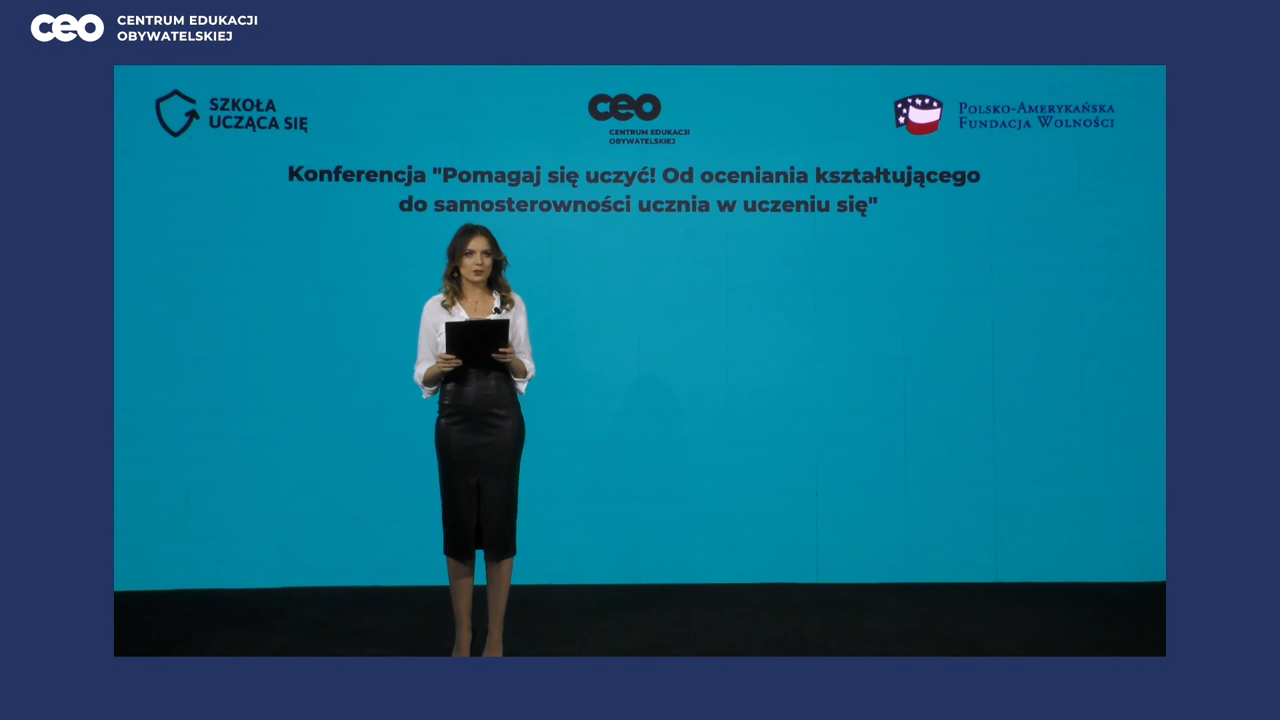 ceo CENTRUM EDUKACJI
OBYWATELSKIEJ
SZKOŁA
UCZĄCA SIĘ
ceo
CENTRUM EDUKACJI
OBYWATELSKIEJ
POLSKO-AMERYKAŃSKA
FUNDACJA WOLNOŚCI
Konferencja "Pomagaj się uczyć! Od oceniania kształtującego
do samosterowności ucznia w uczeniu się"